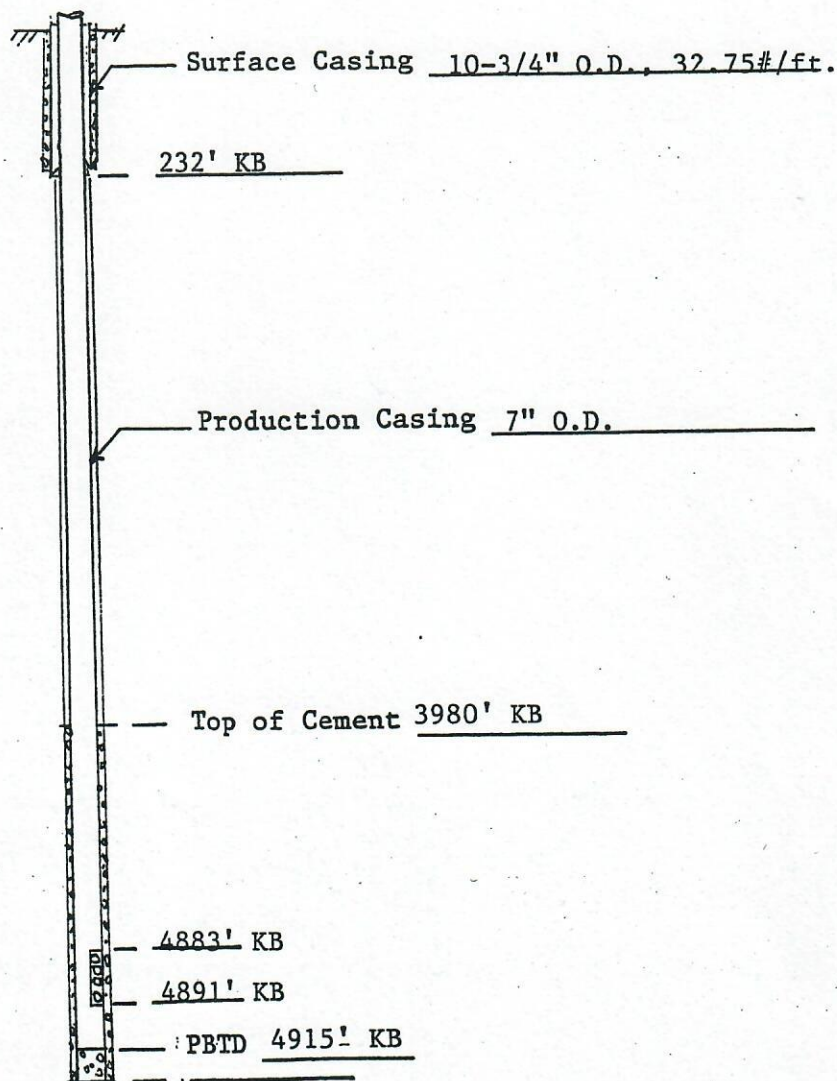 Surface Casing 10-3/4" O.D., 32.75#/ft.
232' KB
Production Casing 7" O.D.
Top of Cement 3980' KB
4883' KB
4891' KB
PBTD 4915' KB